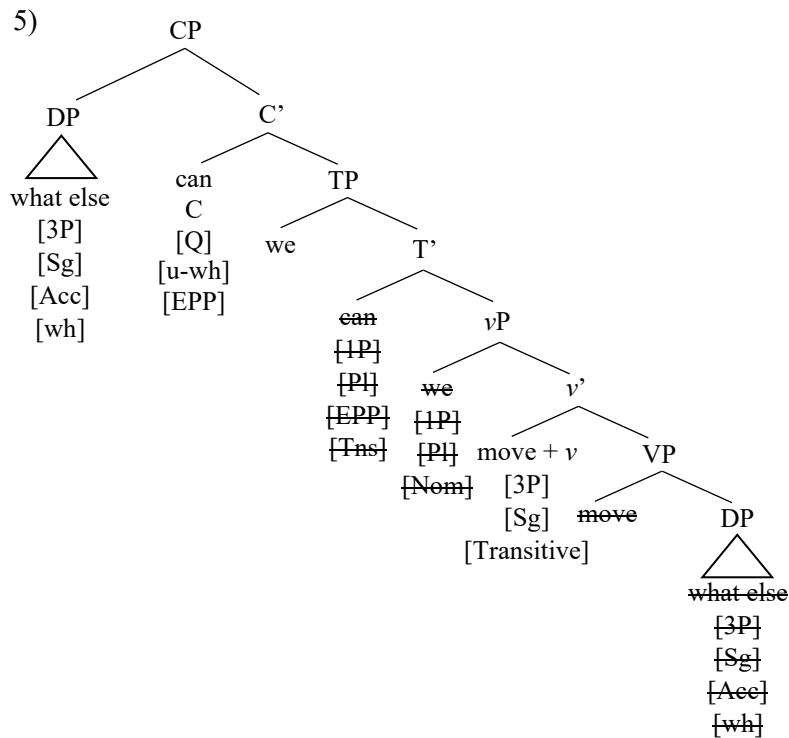 5)
CP
DP
C’
what else
[3P]
[Sg]
[Acc]
[wh]
can
C
[Q]
[u-wh]
[EPP]
TP
we
T’
can
[1P]
[Pl]
[EPP]
[Tns]
vP
we
[1P]
[Pl]
[Nom]
v’
move + v
[3P]
[Sg]
[Transitive]
VP
move
DP
what else
[3P]
[Sg]
[Acc]
[wh]